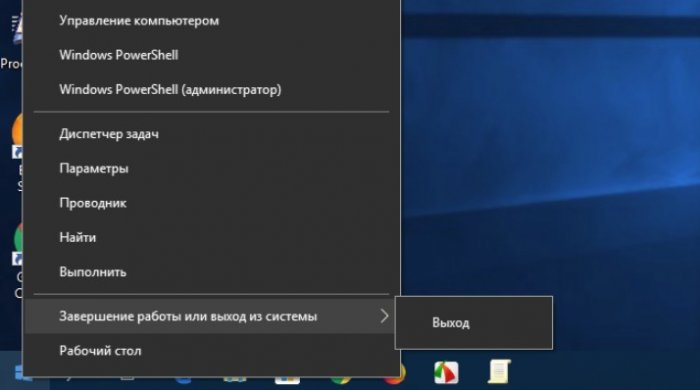 Управление компьютером
Windows PowerShell
Windows PowerShell (администратор)
Диспетчер задач
Параметры
Проводник
Найти
Выполнить
Завершение работы или выход из системы
Выход
Рабочий стол